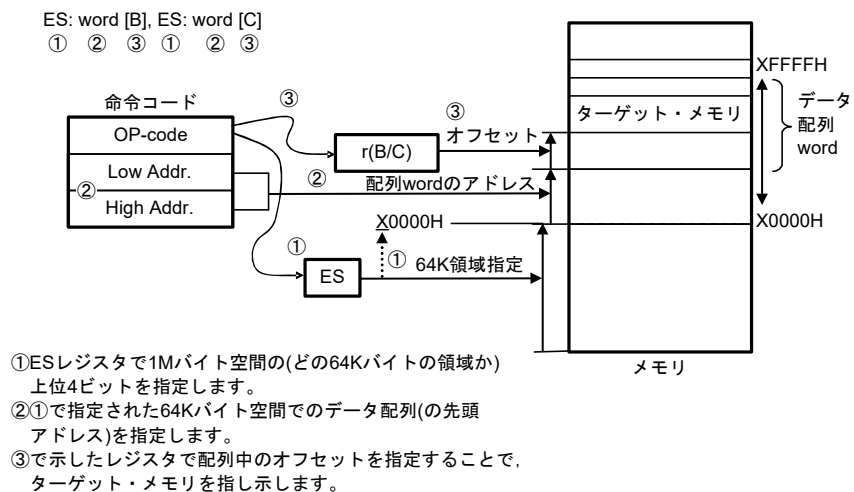 ES: word [B], ES: word [C]
① ② ③ ① ② ③
命令コード
OP-code
Low Addr.
②
High Addr.
③
r(B/C)
③
オフセット
②
配列wordのアドレス
X0000H
①
ES
①
64K領域指定
XFFFFH
ターゲット・メモリ
データ
配列
word
X0000H
メモリ
①ESレジスタで1Mバイト空間の(どの64Kバイトの領域か)
上位4ビットを指定します。
②①で指定された64Kバイト空間でのデータ配列(の先頭
アドレス)を指定します。
③で示したレジスタで配列中のオフセットを指定することで,
ターゲット・メモリを指し示します。